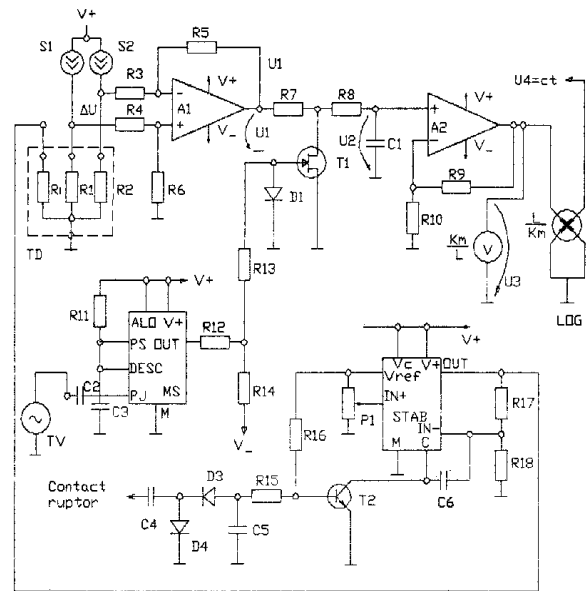 V+
S1 S2
R5
U1
R3
V+
A1
ΔU
R4
V_
U1
R6
R7
R8
T1
U2
C1
V+
A2
V_
R9
R10
U4=ct
Ri R1 R2
TD
D1
Km
L
V
U3
L
Km
LOG
R13
V+
R11
ALO V+
PS OUT
DESC
PJ
MS
M
R12
R14
V_
C2
C3
TV
V+
Vc V+
Vref
OUT
IN+
STAB
IN-
M C
P1
R16
R17
R18
C6
Contact
ruptor
C4
D3
D4
C5
R15
T2